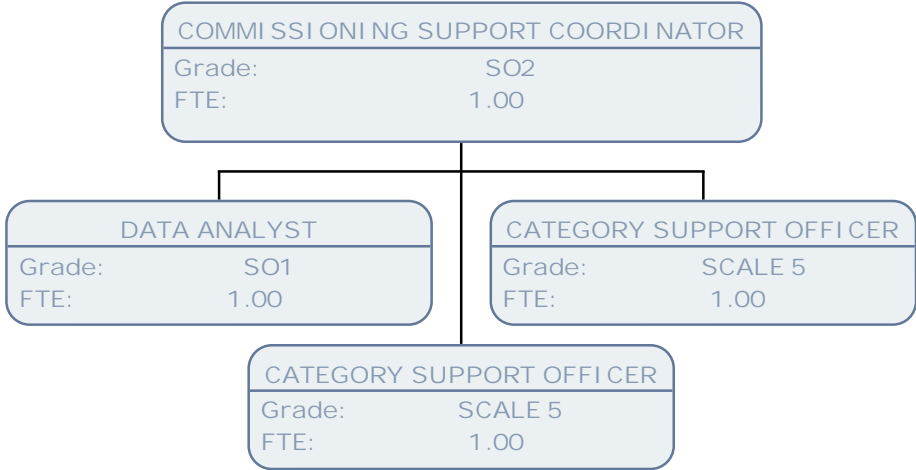 COMMISSIONING SUPPORT COORDINATOR
Grade: SO2
FTE: 1.00
DATA ANALYST
Grade: SO1
FTE: 1.00
CATEGORY SUPPORT OFFICER
Grade: SCALE 5
FTE: 1.00
CATEGORY SUPPORT OFFICER
Grade: SCALE 5
FTE: 1.00